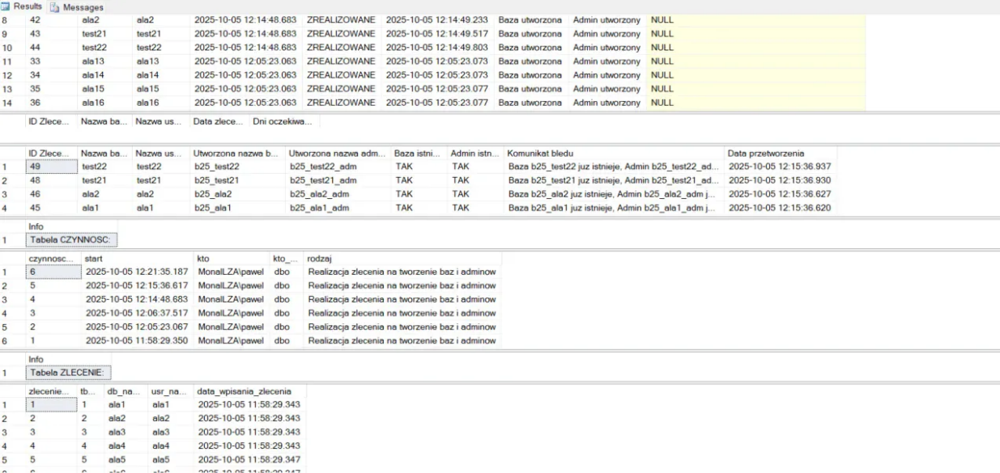 Results Messages
8 42 ala2 ala2 2025-10-05 12:14:48.683 ZREALIZOWANE 2025-10-05 12:14:49.233 Baza utworzona Admin utworzony NULL
9 43 test21 test21 2025-10-05 12:14:48.683 ZREALIZOWANE 2025-10-05 12:14:49.517 Baza utworzona Admin utworzony NULL
10 44 test22 test22 2025-10-05 12:14:48.683 ZREALIZOWANE 2025-10-05 12:14:49.803 Baza utworzona Admin utworzony NULL
11 33 ala13 ala13 2025-10-05 12:05:23.063 ZREALIZOWANE 2025-10-05 12:05:23.073 Baza utworzona Admin utworzony NULL
12 34 ala14 ala14 2025-10-05 12:05:23.063 ZREALIZOWANE 2025-10-05 12:05:23.073 Baza utworzona Admin utworzony NULL
13 35 ala15 ala15 2025-10-05 12:05:23.063 ZREALIZOWANE 2025-10-05 12:05:23.077 Baza utworzona Admin utworzony NULL
14 36 ala16 ala16 2025-10-05 12:05:23.063 ZREALIZOWANE 2025-10-05 12:05:23.077 Baza utworzona Admin utworzony NULL
ID Zlece... Nazwa ba... Nazwa us... Data zlece... Dni oczekiwa...
ID Zlece... Nazwa ba... Nazwa us... Utworzona nazwa b... Utworzona nazwa adm... Baza istni... Admin istn... Komunikat bledu Data przetworzenia
1 49 test22 test22 b25_test22 b25_test22_adm TAK TAK Baza b25_test22 juz istnieje, Admin b25_test22_ad... 2025-10-05 12:15:36.937
2 48 test21 test21 b25_test21 b25_test21_adm TAK TAK Baza b25_test21 juz istnieje, Admin b25_test21_ad... 2025-10-05 12:15:36.930
3 46 ala2 ala2 b25_ala2 b25_ala2_adm TAK TAK Baza b25_ala2 juz istnieje, Admin b25_ala2_adm j... 2025-10-05 12:15:36.627
4 45 ala1 ala1 b25_ala1 b25_ala1_adm TAK TAK Baza b25_ala1 juz istnieje, Admin b25_ala1_adm j... 2025-10-05 12:15:36.620
Info
1 Tabela CZYNNOSC:
czynnosc... start kto kto_... rodzaj
1 6 2025-10-05 12:21:35.187 MonalLZA\pawel dbo Realizacja zlecenia na tworzenie baz i adminow
2 5 2025-10-05 12:15:36.617 MonalLZA\pawel dbo Realizacja zlecenia na tworzenie baz i adminow
3 4 2025-10-05 12:14:48.683 MonalLZA\pawel dbo Realizacja zlecenia na tworzenie baz i adminow
4 3 2025-10-05 12:06:37.517 MonalLZA\pawel dbo Realizacja zlecenia na tworzenie baz i adminow
5 2 2025-10-05 12:05:23.067 MonalLZA\pawel dbo Realizacja zlecenia na tworzenie baz i adminow
6 1 2025-10-05 11:58:29.350 MonalLZA\pawel dbo Realizacja zlecenia na tworzenie baz i adminow
Info
1 Tabela ZLECENIE:
zlecenie... tb... db_na... usr_na... data_wpisania_zlecenia
1 1 1 ala1 ala1 2025-10-05 11:58:29.343
2 2 2 ala2 ala2 2025-10-05 11:58:29.343
3 3 3 ala3 ala3 2025-10-05 11:58:29.343
4 4 4 ala4 ala4 2025-10-05 11:58:29.343
5 5 5 ala5 ala5 2025-10-05 11:58:29.347